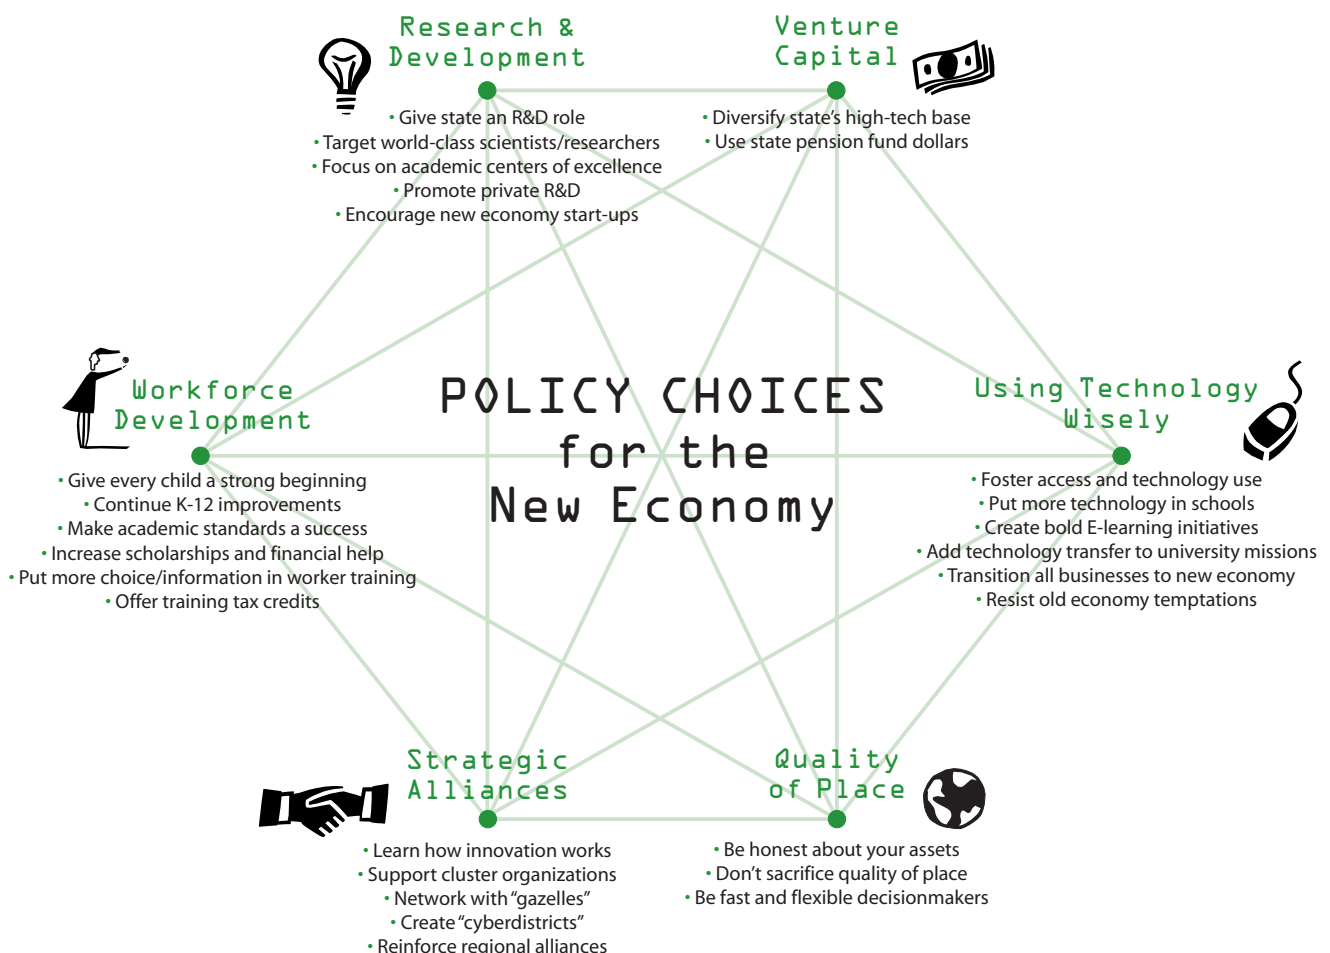 Research &
Development
• Give state an R&D role
• Target world-class scientists/researchers
• Focus on academic centers of excellence
• Promote private R&D
• Encourage new economy start-ups
Venture
Capital
• Diversify state's high-tech base
• Use state pension fund dollars
Workforce
Development
• Give every child a strong beginning
• Continue K-12 improvements
• Make academic standards a success
• Increase scholarships and financial help
• Put more choice/information in worker training
• Offer training tax credits
POLICY CHOICES
for the
New Economy
Using Technology
Wisely
• Foster access and technology use
• Put more technology in schools
• Create bold E-learning initiatives
• Add technology transfer to university missions
• Transition all businesses to new economy
• Resist old economy temptations
Strategic
Alliances
• Learn how innovation works
• Support cluster organizations
• Network with “gazelles”
• Create “cyberdistricts”
• Reinforce regional alliances
Quality
of Place
• Be honest about your assets
• Don't sacrifice quality of place
• Be fast and flexible decisionmakers